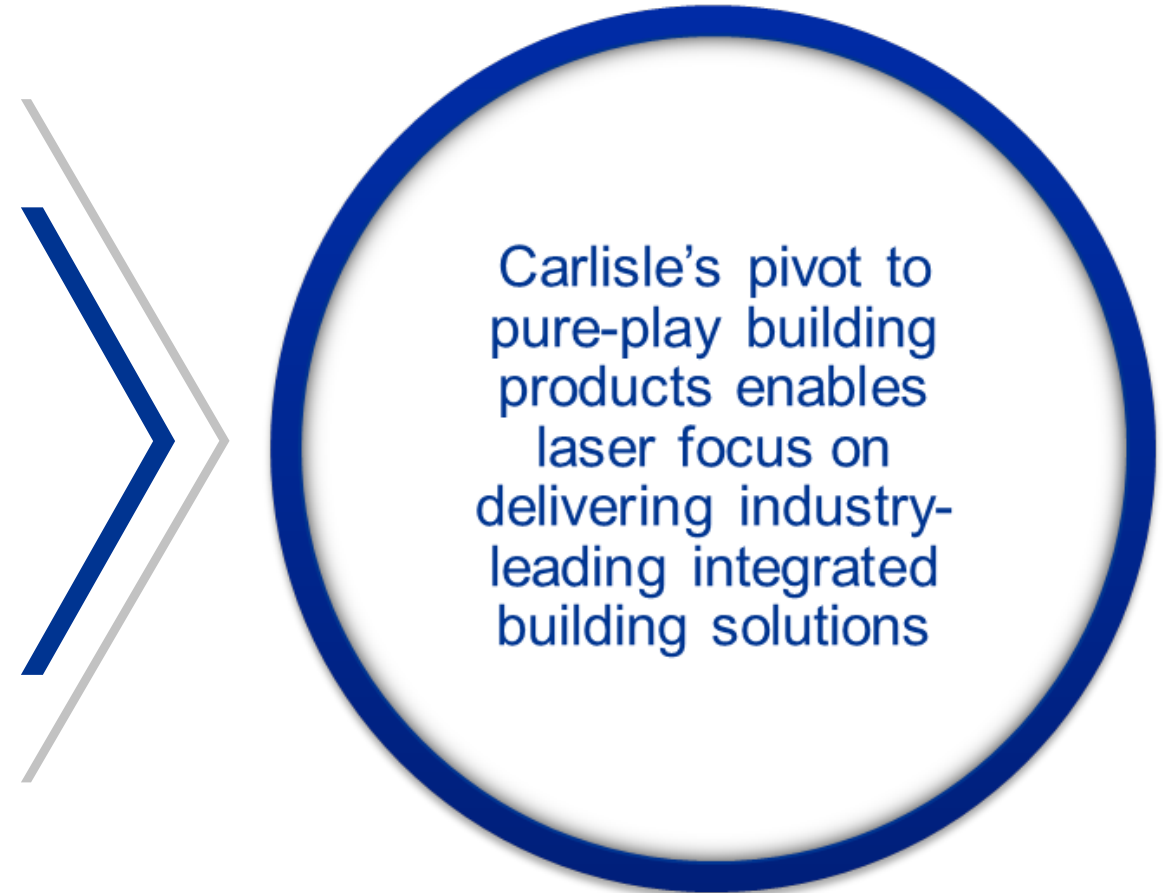 Carlisle’s pivot to
pure-play building
products enables
laser focus on
delivering industry-
leading integrated
building solutions